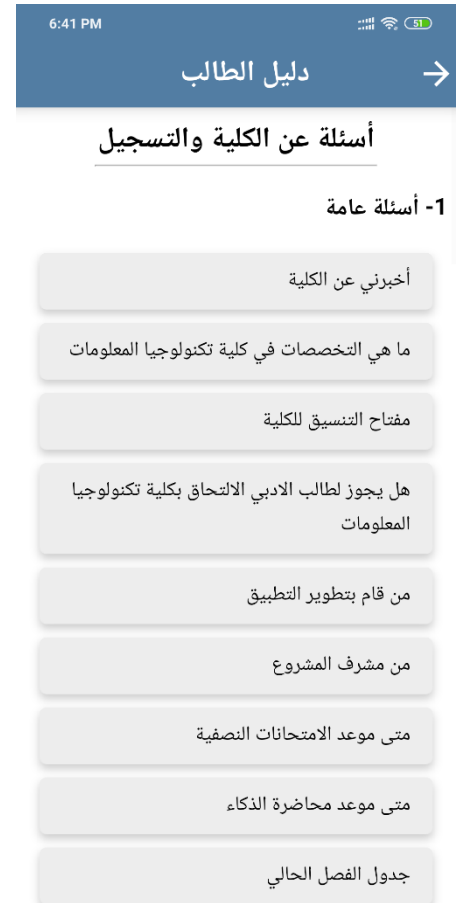 6:41 PM
51
دليل الطالب
أسئلة عن الكلية والتسجيل
1- أسئلة عامة
أخبرني عن الكلية
ما هي التخصصات في كلية تكنولوجيا المعلومات
مفتاح التنسيق للكلية
هل يجوز لطالب الادبي الالتحاق بكلية تكنولوجيا
المعلومات
من قام بتطوير التطبيق
من مشرف المشروع
متى موعد الامتحانات النصفية
متى موعد محاضرة الذكاء
جدول الفصل الحالي